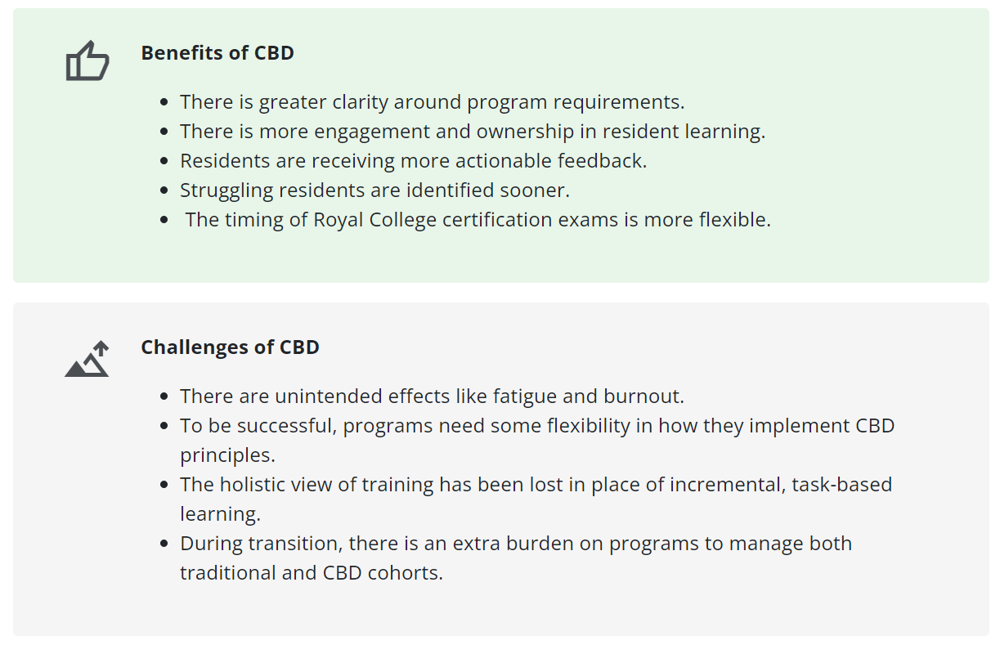 Benefits of CBD
There is greater clarity around program requirements.
There is more engagement and ownership in resident learning.
Residents are receiving more actionable feedback.
Struggling residents are identified sooner.
The timing of Royal College certification exams is more flexible.
Challenges of CBD
There are unintended effects like fatigue and burnout.
To be successful, programs need some flexibility in how they implement CBD
principles.
The holistic view of training has been lost in place of incremental, task-based
learning.
During transition, there is an extra burden on programs to manage both
traditional and CBD cohorts.